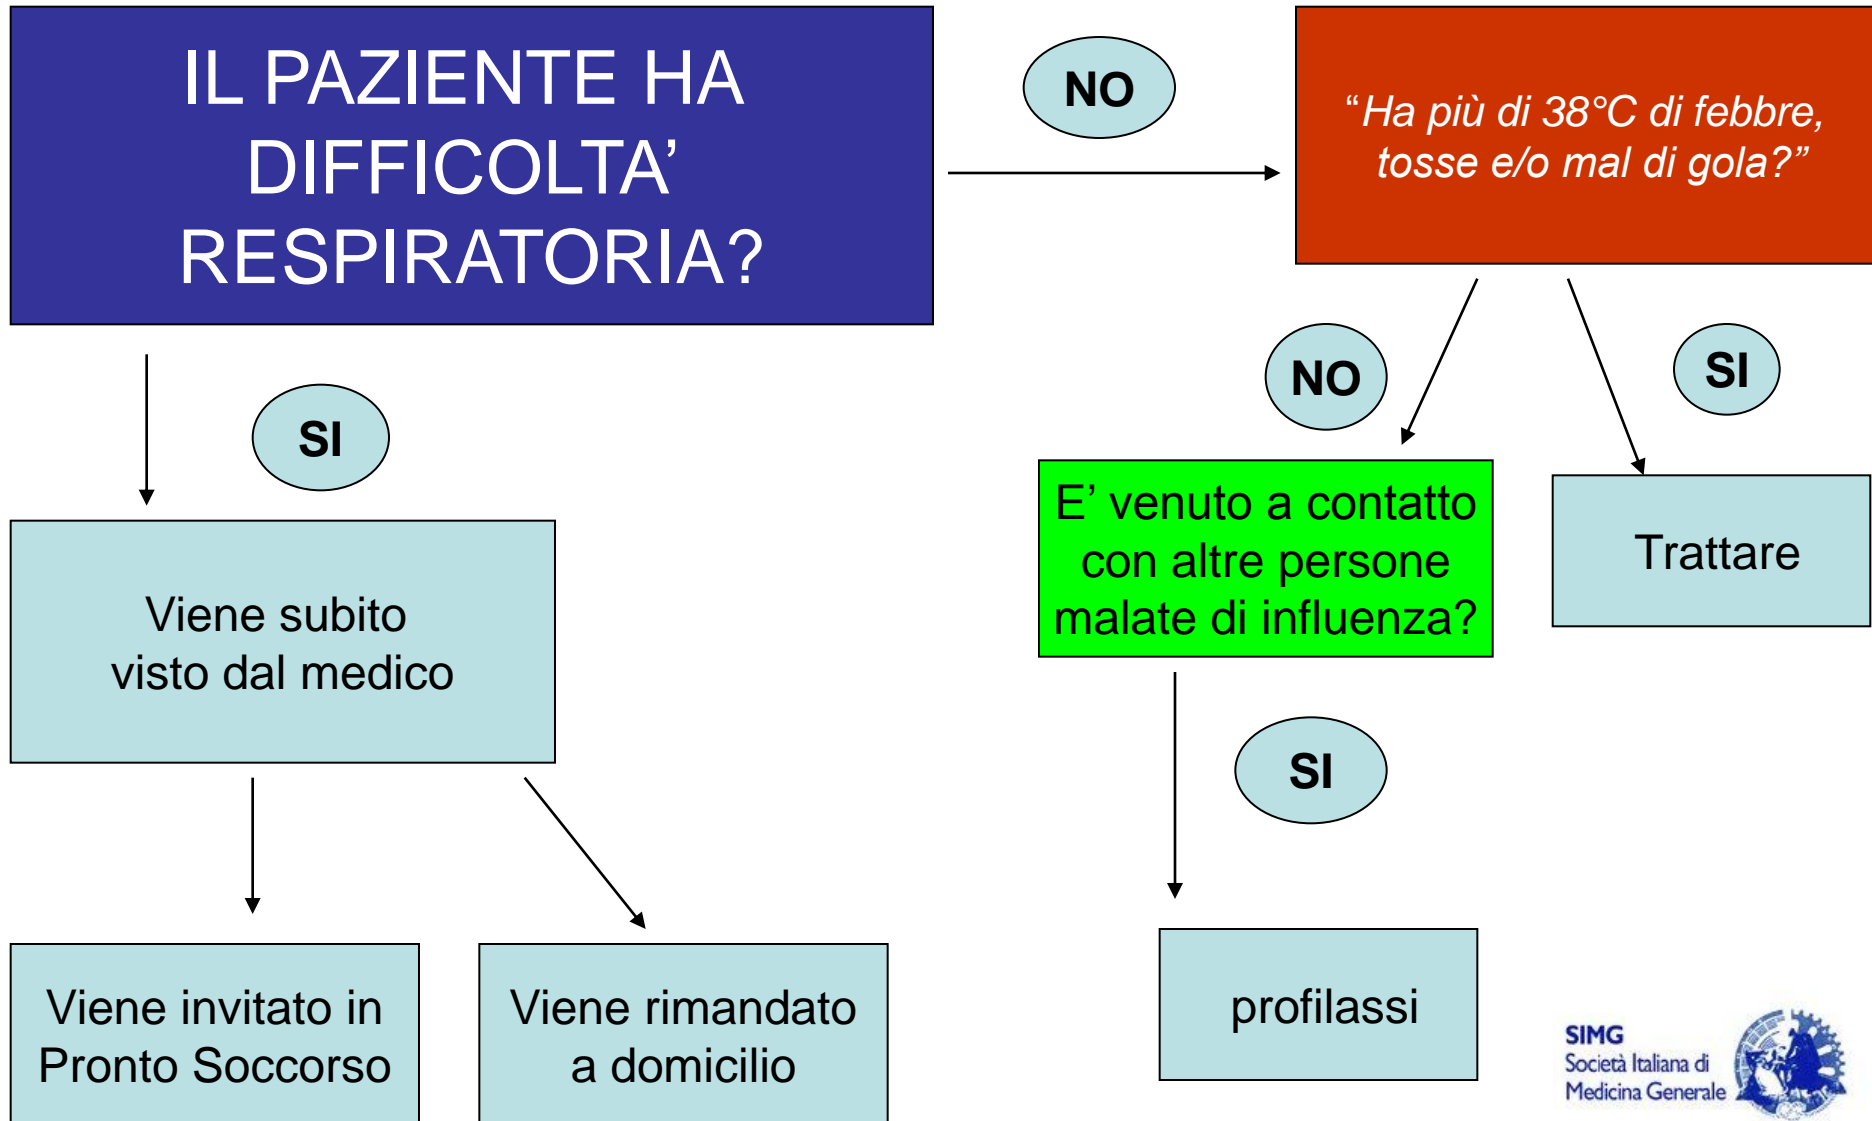 IL PAZIENTE HA
DIFFICOLTA’
RESPIRATORIA?
NO
“Ha più di 38°C di febbre,
tosse e/o mal di gola?”
SI
NO
SI
Viene subito
visto dal medico
E’ venuto a contatto
con altre persone
malate di influenza?
Trattare
SI
Viene invitato in
Pronto Soccorso
Viene rimandato
a domicilio
profilassi
SIMG
Società Italiana di
Medicina Generale